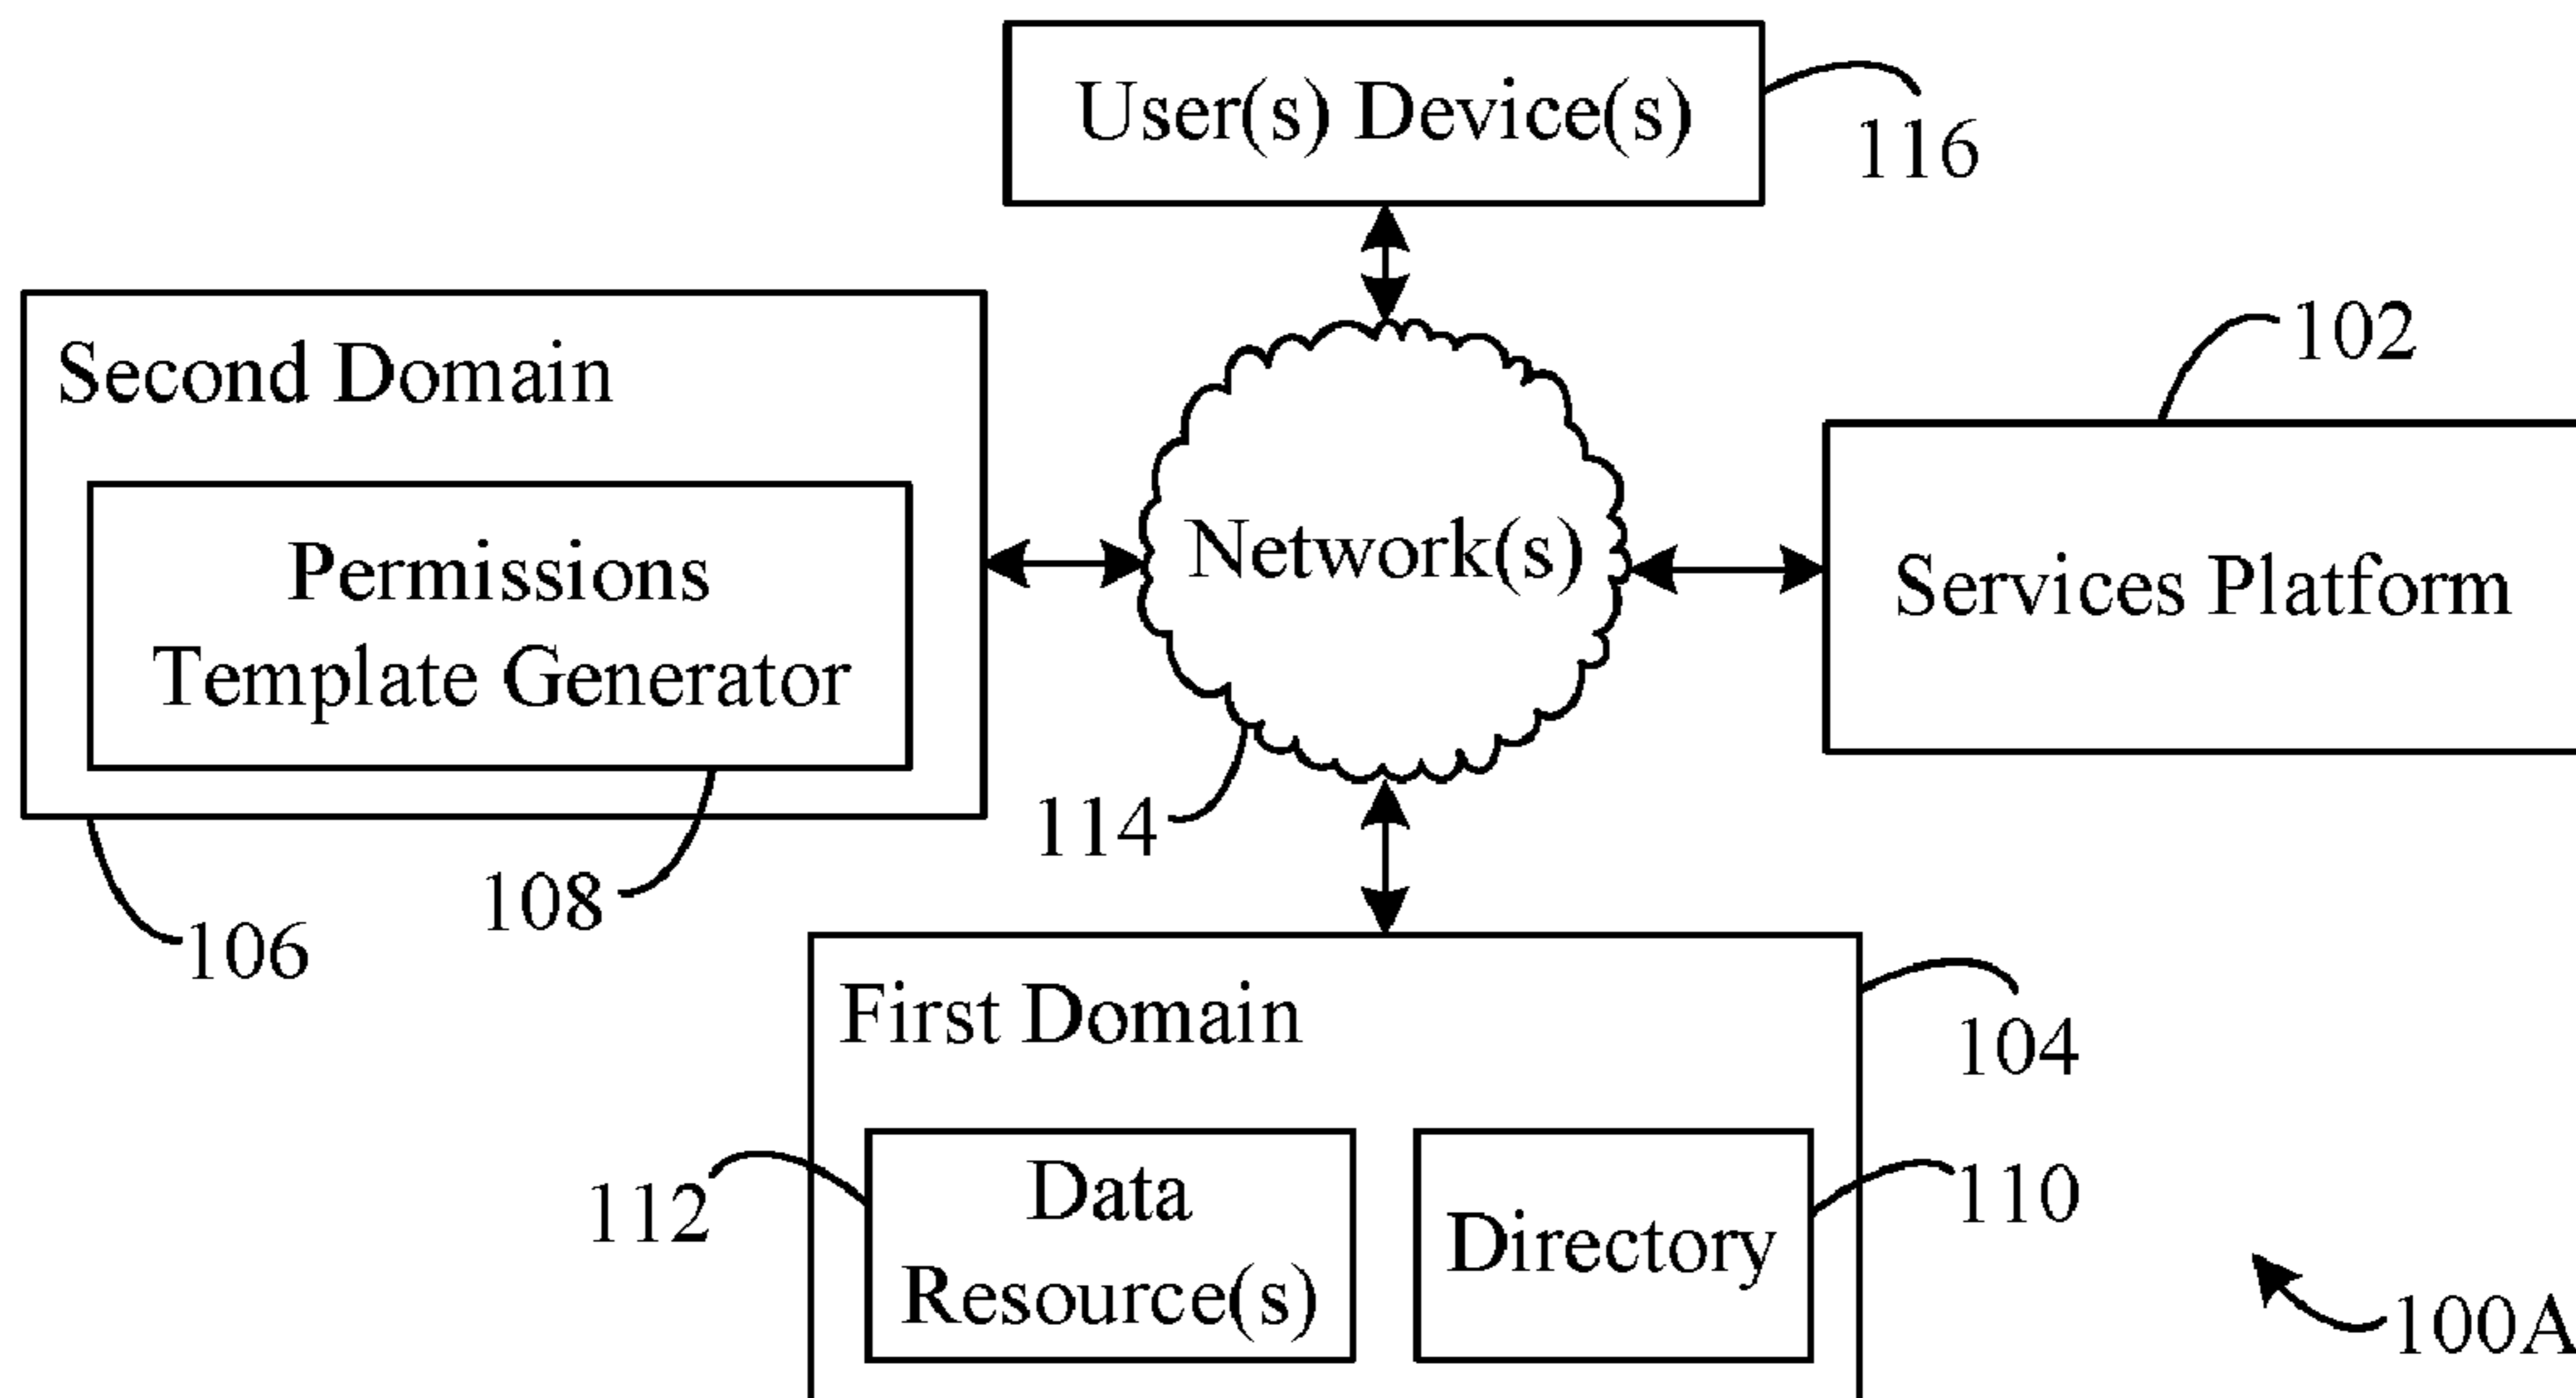 User(s) Device(s)
116
Second Domain
102
Permissions
Template Generator
Network(s)
Services Platform
114
108
106
First Domain
104
112
Data
Resource(s)
Directory
110
100A